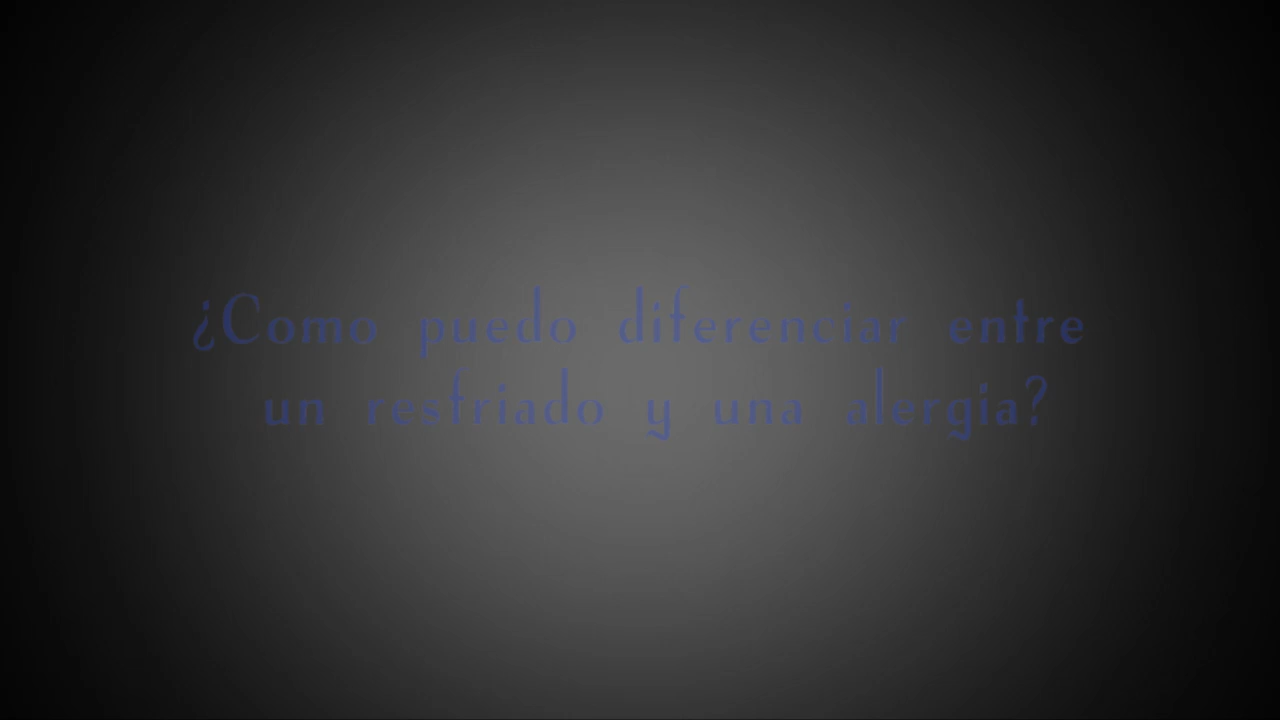 ¿Como puedo diferenciar entre
un resfriado y una alergia?